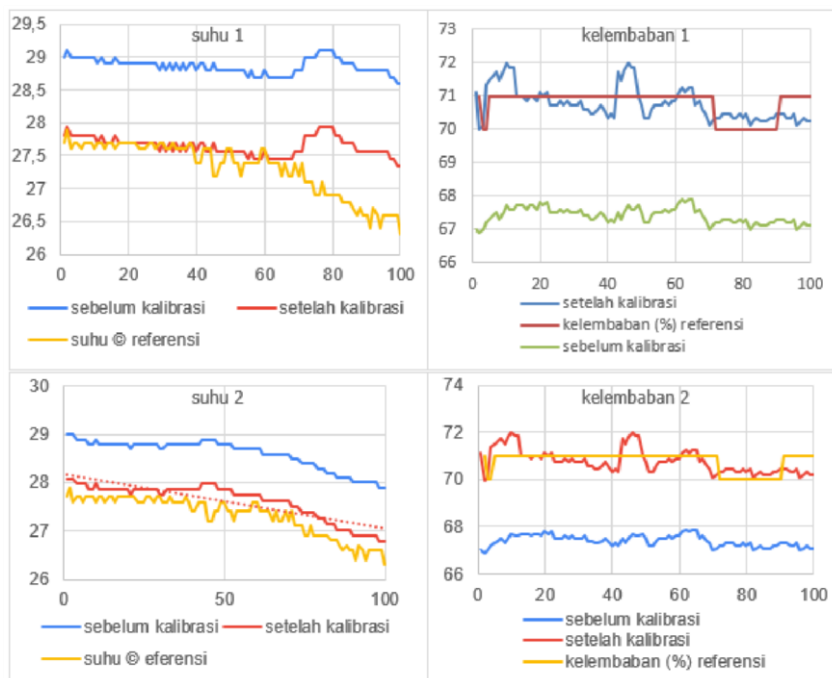 suhu 1
29,5
29
28,5
28
27,5
27
26,5
26
0 20 40 60 80 100
sebelum kalibrasi setelah kalibrasi
suhu © referensi
kelembaban 1
73
72
71
70
69
68
67
66
0 20 40 60 80 100
setelah kalibrasi
kelembaban (%) referensi
sebelum kalibrasi
suhu 2
30
29
28
27
26
0 50 100
sebelum kalibrasi setelah kalibrasi
suhu © eferensi
kelembaban 2
74
72
70
68
66
0 20 40 60 80 100
sebelum kalibrasi
setelah kalibrasi
kelembaban (%) referensi